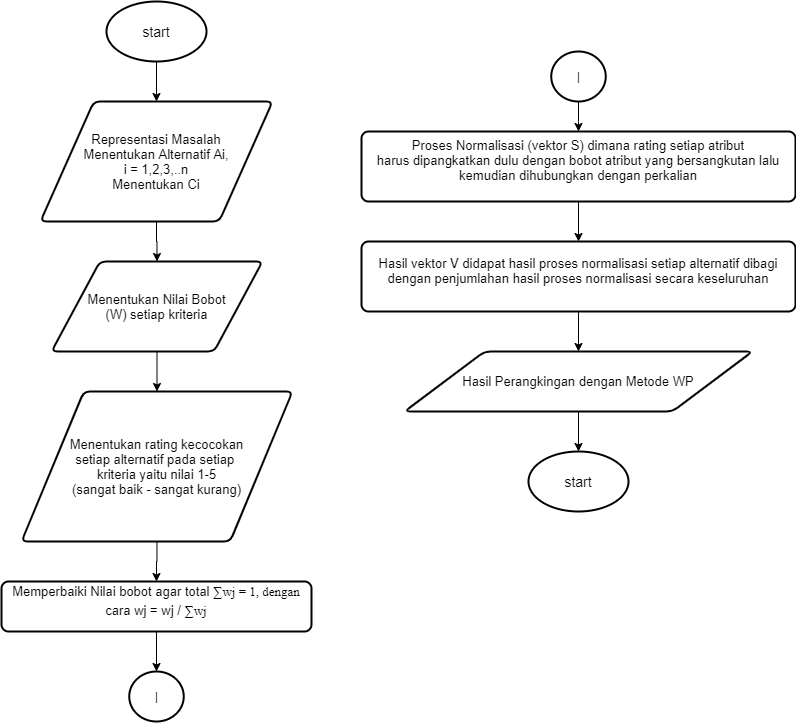 start
Representasi Masalah
Menentukan Alternatif Ai,
i = 1,2,3,..n
Menentukan Ci
Menentukan Nilai Bobot
(W) setiap kriteria
Menentukan rating kecocokan
setiap alternatif pada setiap
kriteria yaitu nilai 1-5
(sangat baik - sangat kurang)
Memperbaiki Nilai bobot agar total ∑wj = 1, dengan
cara wj = wj / ∑wj
I
I
Proses Normalisasi (vektor S) dimana rating setiap atribut
harus dipangkatkan dulu dengan bobot atribut yang bersangkutan lalu
kemudian dihubungkan dengan perkalian
Hasil vektor V didapat hasil proses normalisasi setiap alternatif dibagi
dengan penjumlahan hasil proses normalisasi secara keseluruhan
Hasil Perangkingan dengan Metode WP
start